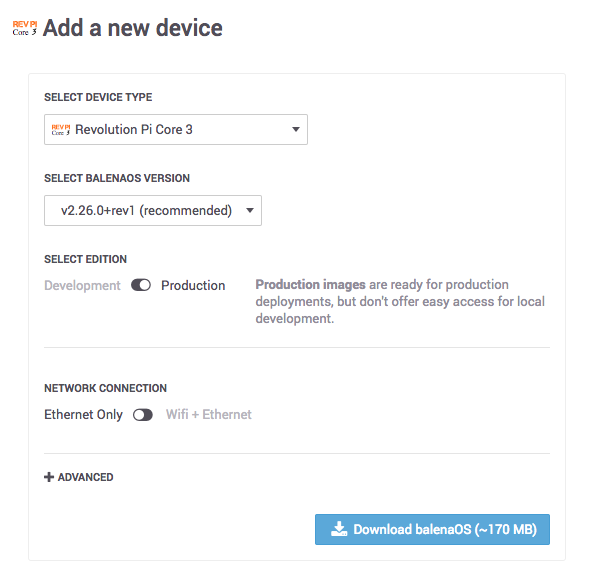 REV PI
Core 3
Add a new device
SELECT DEVICE TYPE
REV PI
Core 3
Revolution Pi Core 3
SELECT BALENAOS VERSION
v2.26.0+rev1 (recommended)
SELECT EDITION
Development Production
Production images are ready for production
deployments, but don't offer easy access for local
development.
NETWORK CONNECTION
Ethernet Only Wifi + Ethernet
ADVANCED
Download balenaOS (~170 MB)